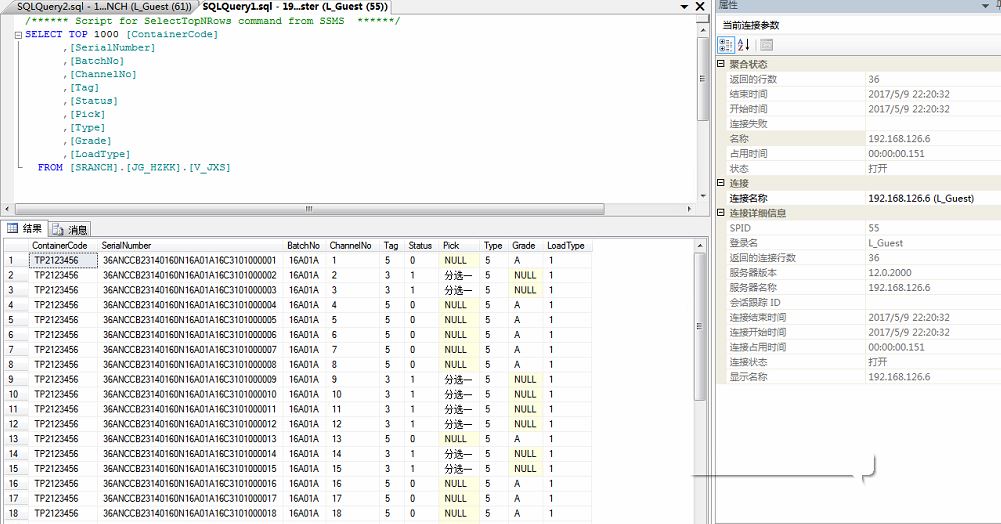 SQLQuery2.sql - 1...NCH (L_Guest (61))  SQLQuery1.sql - 19...ster (L_Guest (55))
/****** Script for SelectTopNRows command from SSMS  ******/
SELECT TOP 1000 [ContainerCode]
,[SerialNumber]
,[BatchNo]
,[ChannelNo]
,[Tag]
,[Status]
,[Pick]
,[Type]
,[Grade]
,[LoadType]
FROM [SRANCH].[JG_HZKK].[V_JXS]
结果 消息
ContainerCode SerialNumber BatchNo ChannelNo Tag Status Pick Type Grade LoadType
1 TP2123456 36ANCCB23140160N16A01A16C3101000001 16A01A 1 5 0 NULL 5 A 1
2 TP2123456 36ANCCB23140160N16A01A16C3101000002 16A01A 2 3 1 分选一 5 NULL 1
3 TP2123456 36ANCCB23140160N16A01A16C3101000003 16A01A 3 3 1 分选一 5 NULL 1
4 TP2123456 36ANCCB23140160N16A01A16C3101000004 16A01A 4 5 0 NULL 5 A 1
5 TP2123456 36ANCCB23140160N16A01A16C3101000005 16A01A 5 5 0 NULL 5 A 1
6 TP2123456 36ANCCB23140160N16A01A16C3101000006 16A01A 6 5 0 NULL 5 A 1
7 TP2123456 36ANCCB23140160N16A01A16C3101000007 16A01A 7 5 0 NULL 5 A 1
8 TP2123456 36ANCCB23140160N16A01A16C3101000008 16A01A 8 5 0 NULL 5 A 1
9 TP2123456 36ANCCB23140160N16A01A16C3101000009 16A01A 9 3 1 分选一 5 NULL 1
10 TP2123456 36ANCCB23140160N16A01A16C3101000010 16A01A 10 3 1 分选一 5 NULL 1
11 TP2123456 36ANCCB23140160N16A01A16C3101000011 16A01A 11 3 1 分选一 5 NULL 1
12 TP2123456 36ANCCB23140160N16A01A16C3101000012 16A01A 12 3 1 分选一 5 NULL 1
13 TP2123456 36ANCCB23140160N16A01A16C3101000013 16A01A 13 5 0 NULL 5 A 1
14 TP2123456 36ANCCB23140160N16A01A16C3101000014 16A01A 14 3 1 分选一 5 NULL 1
15 TP2123456 36ANCCB23140160N16A01A16C3101000015 16A01A 15 3 1 分选一 5 NULL 1
16 TP2123456 36ANCCB23140160N16A01A16C3101000016 16A01A 16 5 0 NULL 5 A 1
17 TP2123456 36ANCCB23140160N16A01A16C3101000017 16A01A 17 5 0 NULL 5 A 1
18 TP2123456 36ANCCB23140160N16A01A16C3101000018 16A01A 18 5 0 NULL 5 A 1
属性
当前连接参数
聚合状态
返回的行数 36
结束时间 2017/5/9 22:20:32
开始时间 2017/5/9 22:20:32
连接失败
名称 192.168.126.6
占用时间 00:00:00.151
状态 打开
连接
连接名称 192.168.126.6 (L_Guest)
连接详细信息
SPID 55
登录名 L_Guest
返回的连接行数 36
服务器版本 12.0.2000
服务器名称 192.168.126.6
会话跟踪 ID
连接结束时间 2017/5/9 22:20:32
连接开始时间 2017/5/9 22:20:32
连接占用时间 00:00:00.151
连接状态 打开
显示名称 192.168.126.6